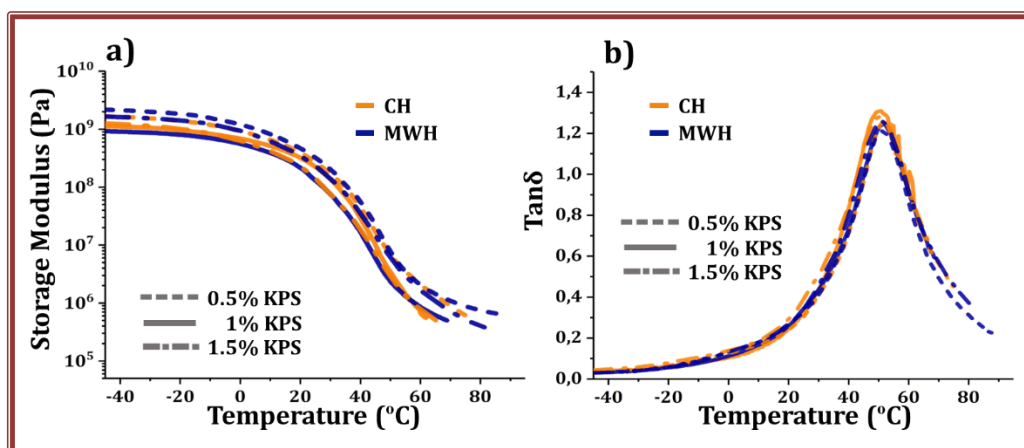 a)
Storage Modulus (Pa)
10¹⁰
10⁹
10⁸
10⁷
10⁶
10⁵
CH
MWH
0.5% KPS
1% KPS
1.5% KPS
-40 -20 0 20 40 60 80
Temperature (ºC)
b)
Tanδ
1,4
1,2
1,0
0,8
0,6
0,4
0,2
0,0
CH
MWH
0.5% KPS
1% KPS
1.5% KPS
-40 -20 0 20 40 60 80
Temperature (ºC)